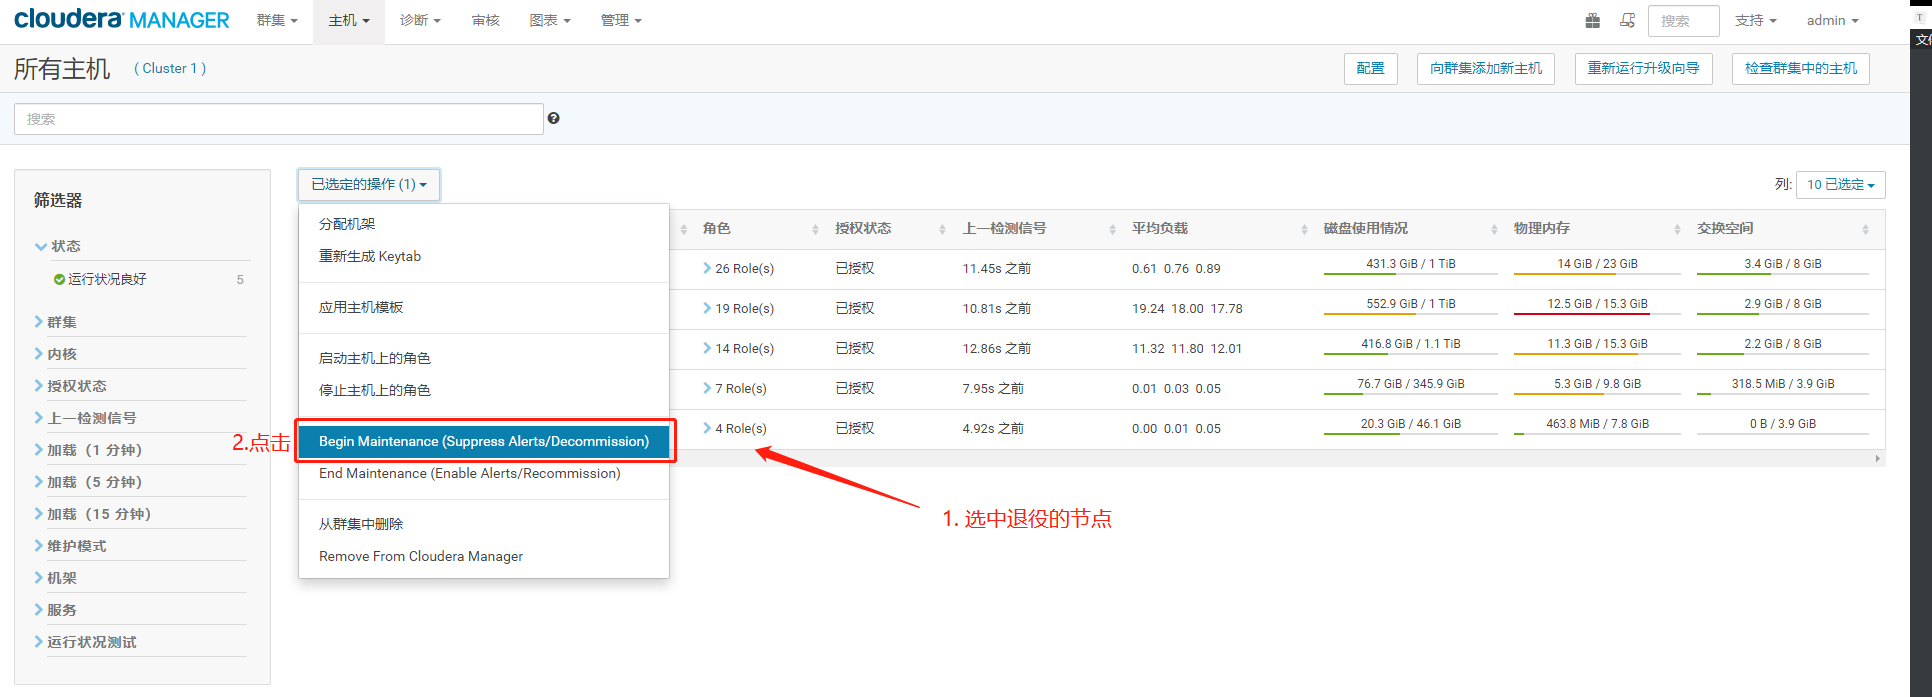 cloudera MANAGER 群集 主机 诊断 审核 图表 管理 搜索 支持 admin
T
文件
所有主机 ( Cluster 1 ) 配置 向群集添加新主机 重新运行升级向导 检查群集中的主机
搜索
筛选器
状态
运行状况良好 5
群集
内核
授权状态
上一检测信号
加载（1 分钟）
加载（5 分钟）
加载（15 分钟）
维护模式
机架
服务
运行状况测试
已选定的操作 (1)
列: 10 已选定
分配机架
重新生成 Keytab
应用主机模板
启动主机上的角色
停止主机上的角色
2.点击
Begin Maintenance (Suppress Alerts/Decommission)
End Maintenance (Enable Alerts/Recommission)
从群集中删除
Remove From Cloudera Manager
角色 授权状态 上一检测信号 平均负载 磁盘使用情况 物理内存 交换空间
26 Role(s) 已授权 11.45s 之前 0.61 0.76 0.89 431.3 GiB / 1 TiB 14 GiB / 23 GiB 3.4 GiB / 8 GiB
19 Role(s) 已授权 10.81s 之前 19.24 18.00 17.78 552.9 GiB / 1 TiB 12.5 GiB / 15.3 GiB 2.9 GiB / 8 GiB
14 Role(s) 已授权 12.86s 之前 11.32 11.80 12.01 416.8 GiB / 1.1 TiB 11.3 GiB / 15.3 GiB 2.2 GiB / 8 GiB
7 Role(s) 已授权 7.95s 之前 0.01 0.03 0.05 76.7 GiB / 345.9 GiB 5.3 GiB / 9.8 GiB 318.5 MiB / 3.9 GiB
4 Role(s) 已授权 4.92s 之前 0.00 0.01 0.05 20.3 GiB / 46.1 GiB 463.8 MiB / 7.8 GiB 0 B / 3.9 GiB
1. 选中退役的节点